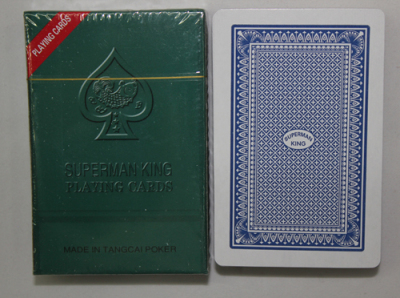 PLAYING CARDS
SUPERMAN KING
PLAYING CARDS
MADE IN TANGCAI POKER
SUPERMAN
KING